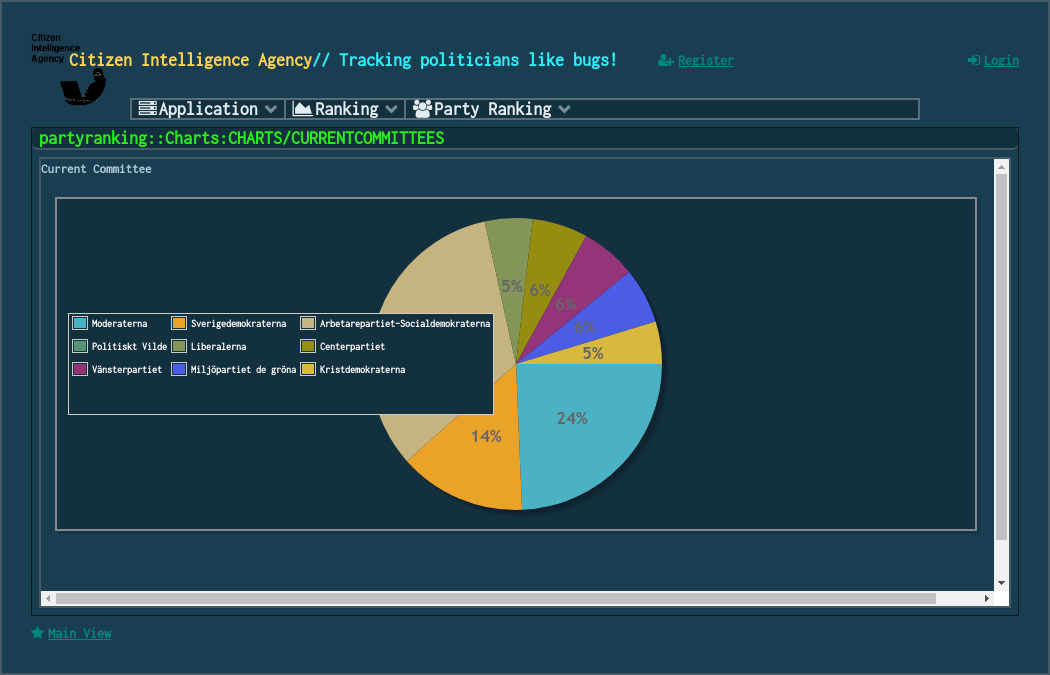 Citizen
Intelligence
Agency
Citizen Intelligence Agency// Tracking politicians like bugs!
Register
Login
Application
Ranking
Party Ranking
partyranking::Charts:CHARTS/CURRENTCOMMITTEES
Current Committee
5%
6%
6%
6%
5%
24%
14%
Moderaterna
Sverigedemokraterna
Arbetarepartiet-Socialdemokraterna
Politiskt Vilde
Liberalerna
Centerpartiet
Vänsterpartiet
Miljöpartiet de gröna
Kristdemokraterna
Main View